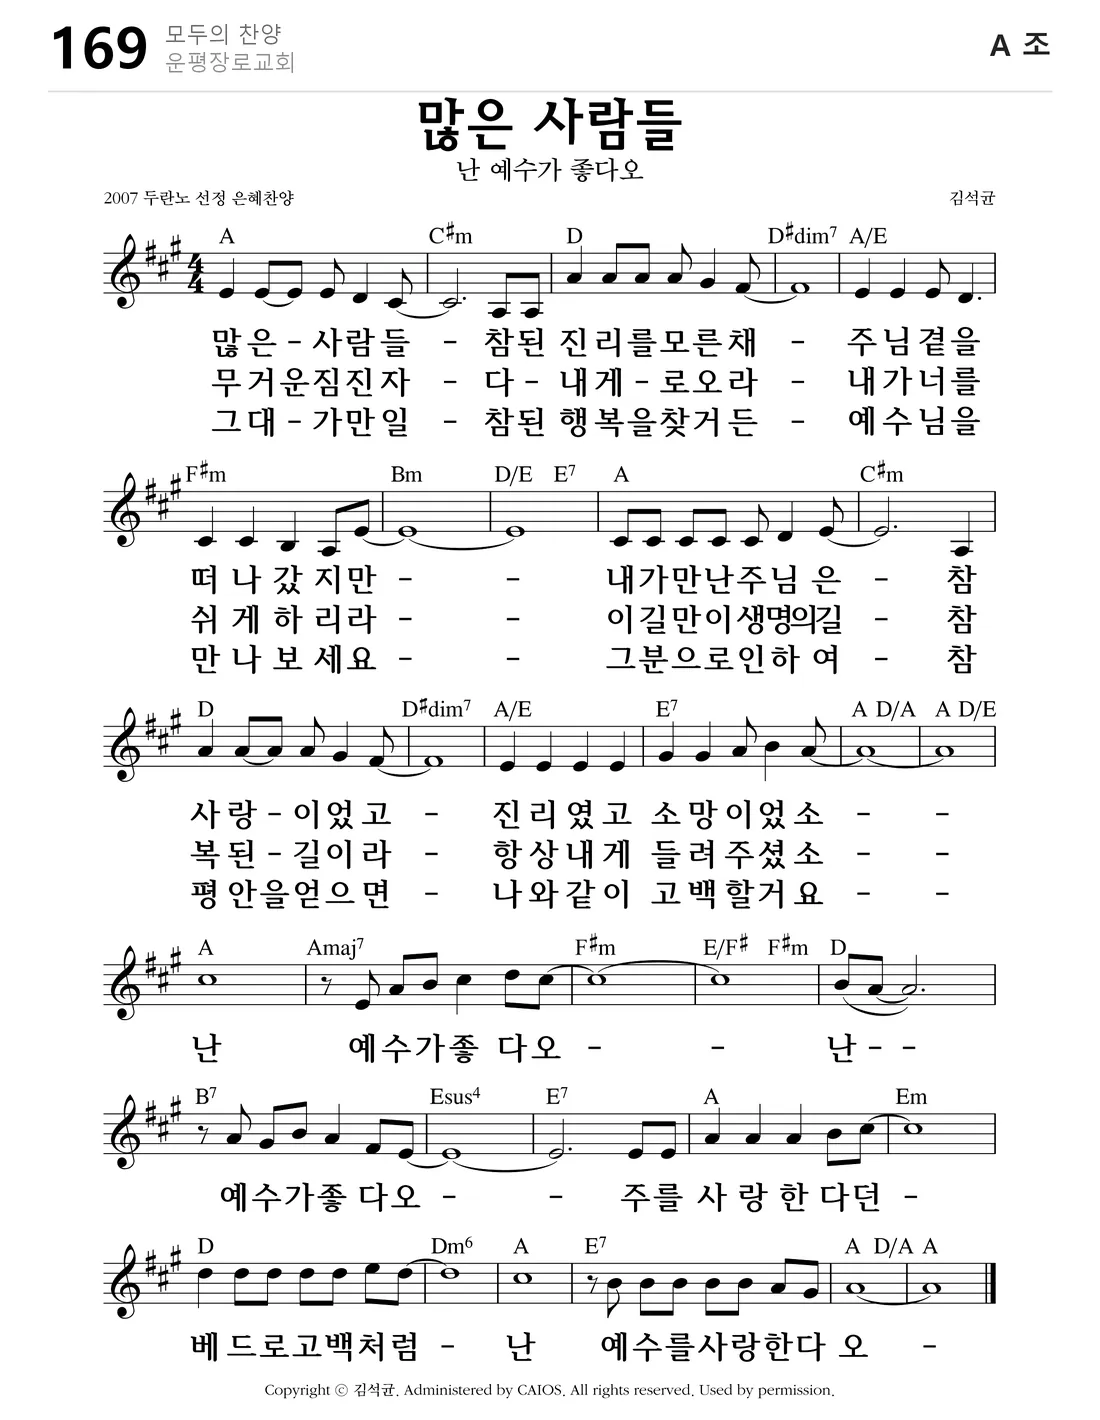 169 모두의 찬양
운평장로교회
A 조
많은 사람들
난 예수가 좋다오
2007 두란노 선정 은혜찬양 김석균
A C♯m D D♯dim7 A/E
많은-사람들 - 참된 진리를모른채 - 주님곁을
무거운짐진자 - 다- 내게-로오라 - 내가너를
그대-가만일 - 참된 행복을찾거든 - 예수님을
F♯m Bm D/E E7 A C♯m
떠나갔지만 - - 내가만난주님은 - 참
쉬게하리라 - - 이길만이생명의길 - 참
만나보세요 - - 그분으로인하여 - 참
D D♯dim7 A/E E7 A D/A A D/E
사랑-이었고 - 진리였고 소망이었소 - -
복된-길이라 - 항상내게 들려주셨소 - -
평안을얻으면 - 나와같이 고백할거요 - -
A Amaj7 F♯m E/F♯ F♯m D
난 예수가좋다오 - - 난--
B7 Esus4 E7 A Em
예수가좋다오 - - 주를사랑한다던 -
D Dm6 A E7 A D/A A
베드로고백처럼 - 난 예수를사랑한다오 -
Copyright ⓒ 김석균. Administered by CAIOS. All rights reserved. Used by permission.